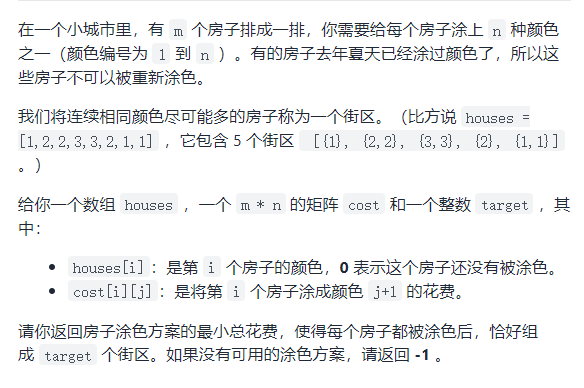 在一个小城市里，有 m 个房子排成一排，你需要给每个房子涂上 n 种颜色
之一（颜色编号为 1 到 n ）。有的房子去年夏天已经涂过颜色了，所以这
些房子不可以被重新涂色。
我们将连续相同颜色尽可能多的房子称为一个街区。（比方说 houses =
[1,2,2,3,3,2,1,1] ，它包含 5 个街区 [{1}, {2,2}, {3,3}, {2}, {1,1}]
。）
给你一个数组 houses ，一个 m * n 的矩阵 cost 和一个整数 target ，其
中：
• houses[i]：是第 i 个房子的颜色，0 表示这个房子还没有被涂色。
• cost[i][j]：是将第 i 个房子涂成颜色 j+1 的花费。
请你返回房子涂色方案的最小总花费，使得每个房子都被涂色后，恰好组
成 target 个街区。如果没有可用的涂色方案，请返回 -1 。